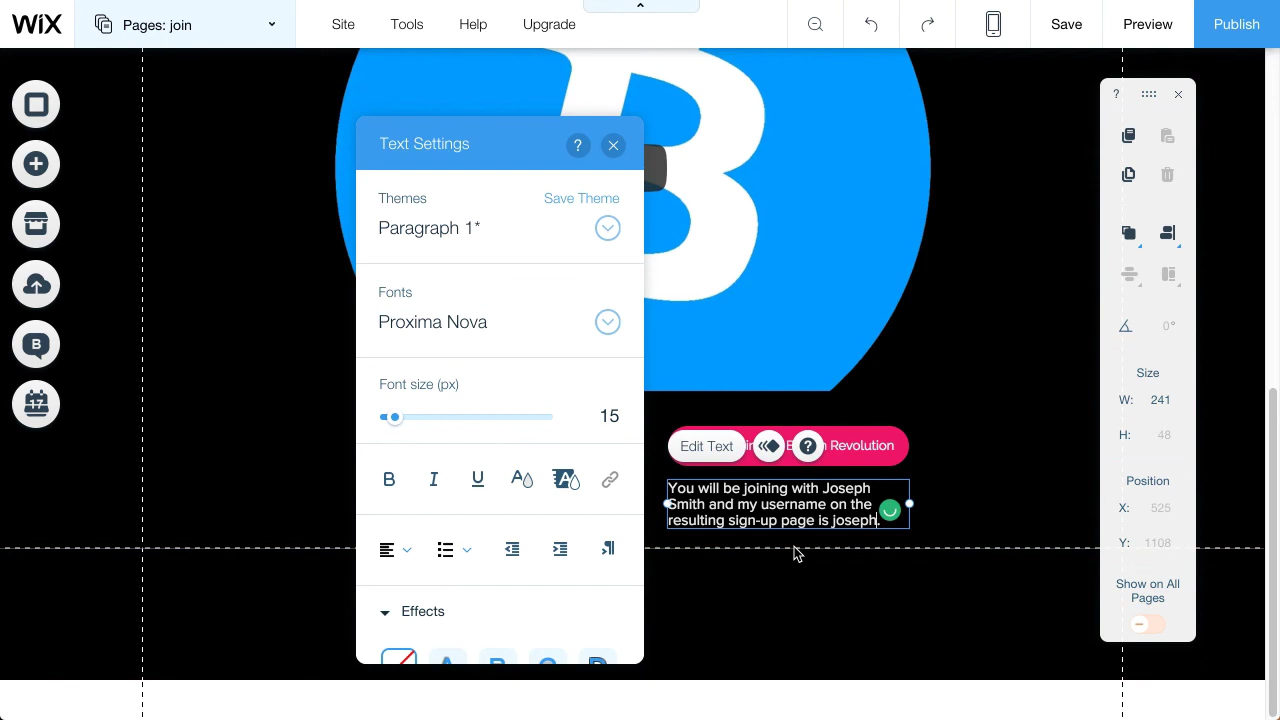 WiX
Pages: join
Site
Tools
Help
Upgrade
Save
Preview
Publish
B
17
B
Text Settings
?
Themes
Save Theme
Paragraph 1*
Fonts
Proxima Nova
Font size (px)
15
B
I
U
A
A
Effects
Edit Text
?
Revolution
You will be joining with Joseph
Smith and my username on the
resulting sign-up page is joseph.
?
0°
Size
W: 241
H: 48
Position
X: 525
Y: 1108
Show on All
Pages